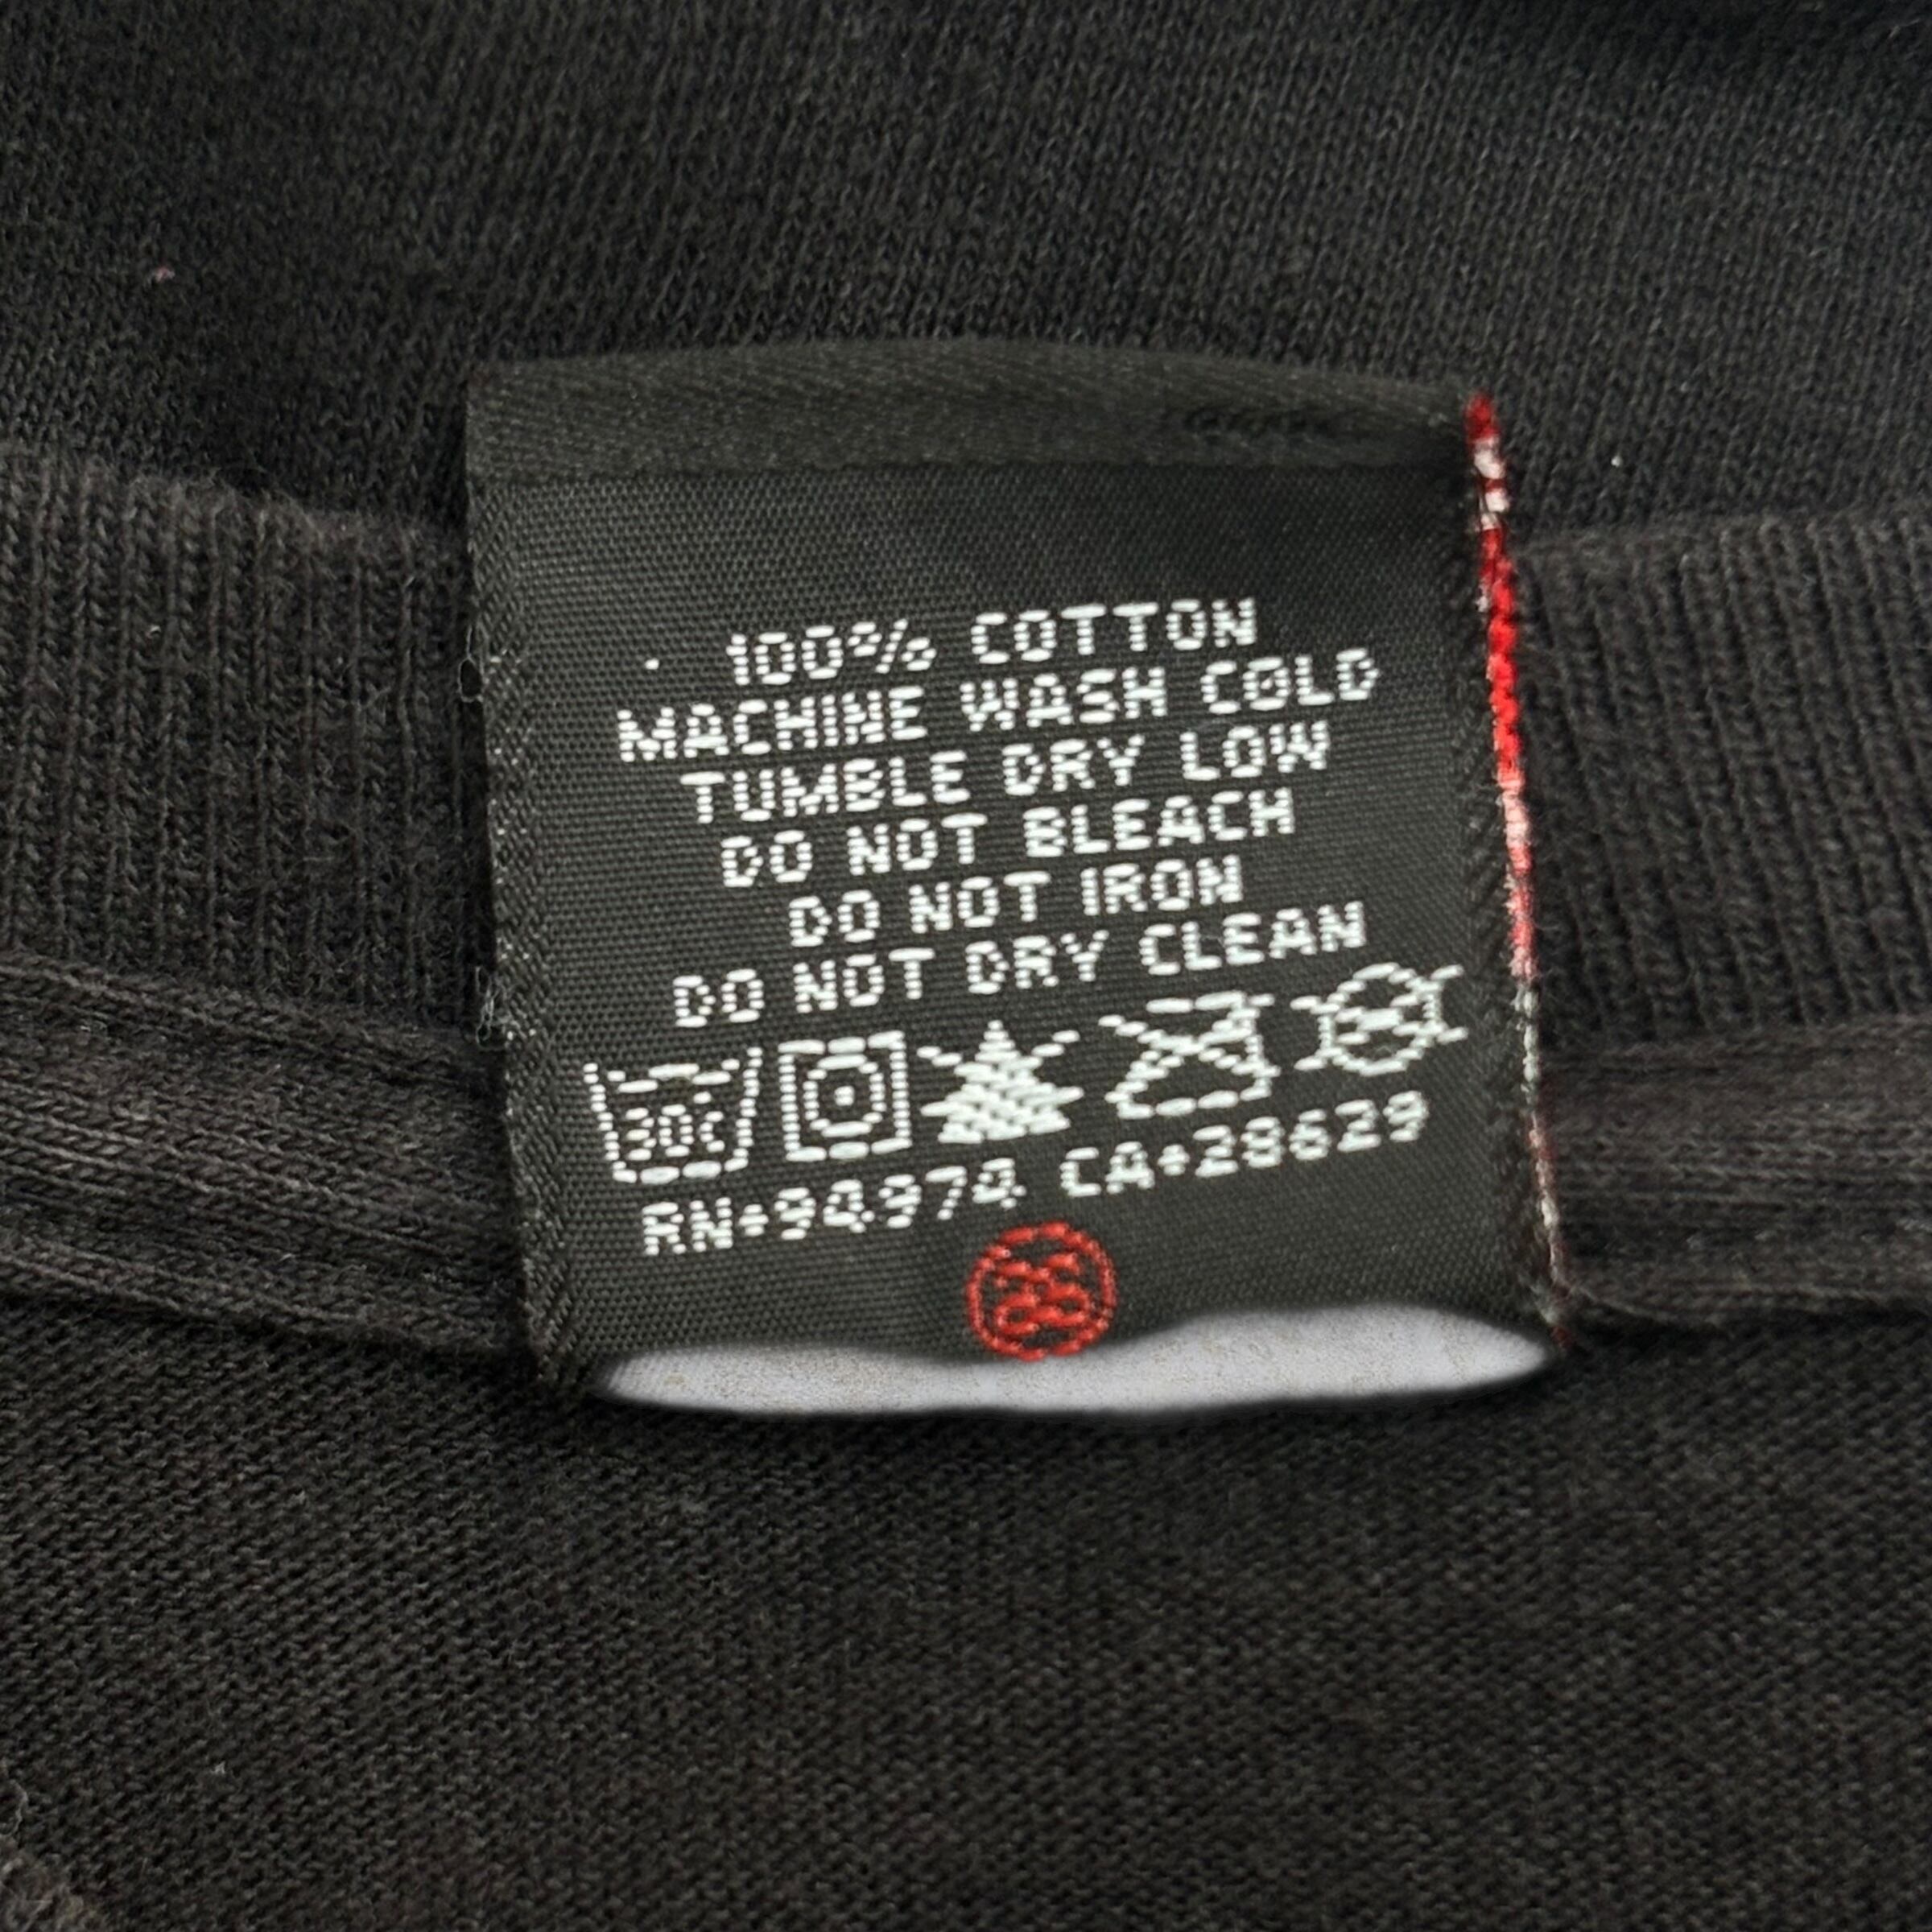 100% COTTON
MACHINE WASH COLD
TUMBLE DRY LOW
DO NOT BLEACH
DO NOT IRON
DO NOT DRY CLEAN
30c
RN+94974 CA+28629